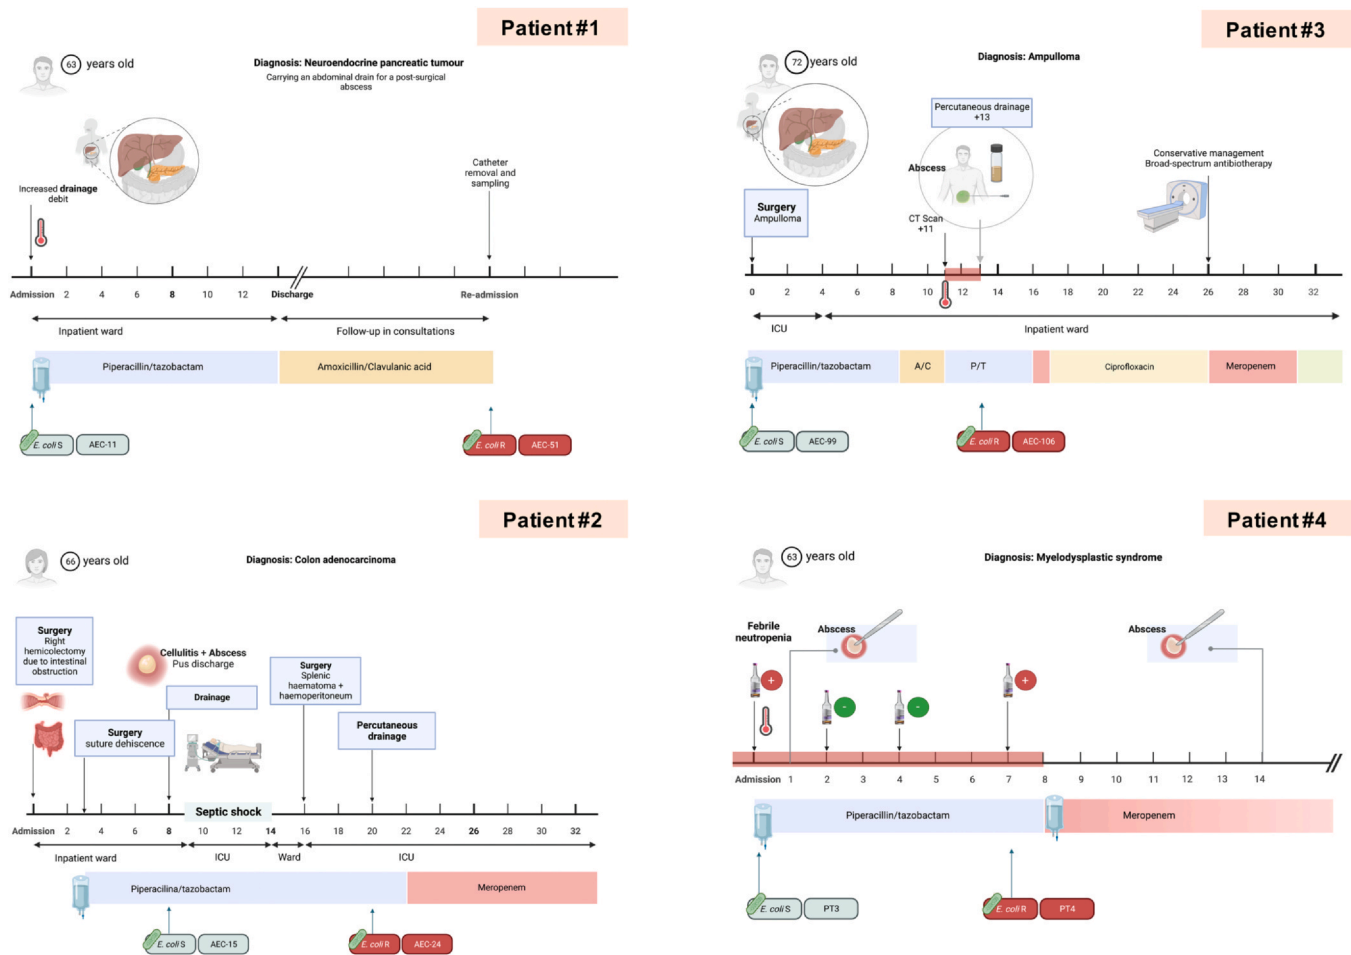 Patient #1
63 years old
Diagnosis: Neuroendocrine pancreatic tumour
Carrying an abdominal drain for a post-surgical
abscess
Increased drainage
debit
Catheter
removal and
sampling
Admission 2 4 6 8 10 12 Discharge Re-admission
Inpatient ward Follow-up in consultations
Piperacillin/tazobactam Amoxicillin/Clavulanic acid
E. coli S AEC-11
E. coli R AEC-51
Patient #3
72 years old
Diagnosis: Ampulloma
Percutaneous drainage
+13
Abscess
Surgery
Ampulloma
CT Scan
+11
Conservative management
Broad-spectrum antibiotherapy
0 2 4 6 8 10 12 14 16 18 20 22 24 26 28 30 32
ICU Inpatient ward
Piperacillin/tazobactam A/C P/T Ciprofloxacin Meropenem
E. coli S AEC-99
E. coli R AEC-106
Patient #2
66 years old
Diagnosis: Colon adenocarcinoma
Surgery
Right
hemicolectomy
due to intestinal
obstruction
Cellulitis + Abscess
Pus discharge
Drainage
Surgery
suture dehiscence
Surgery
Splenic
haematoma +
haemoperitoneum
Percutaneous
drainage
Septic shock
Admission 2 4 6 8 10 12 14 16 18 20 22 24 26 28 30 32
Inpatient ward ICU Ward ICU
Piperacilina/tazobactam Meropenem
E. coli S AEC-15
E. coli R AEC-24
Patient #4
63 years old
Diagnosis: Myelodysplastic syndrome
Febrile
neutropenia
Abscess
Abscess
+ - - +
Admission 1 2 3 4 5 6 7 8 9 10 11 12 13 14
Piperacillin/tazobactam Meropenem
E. coli S PT3
E. coli R PT4